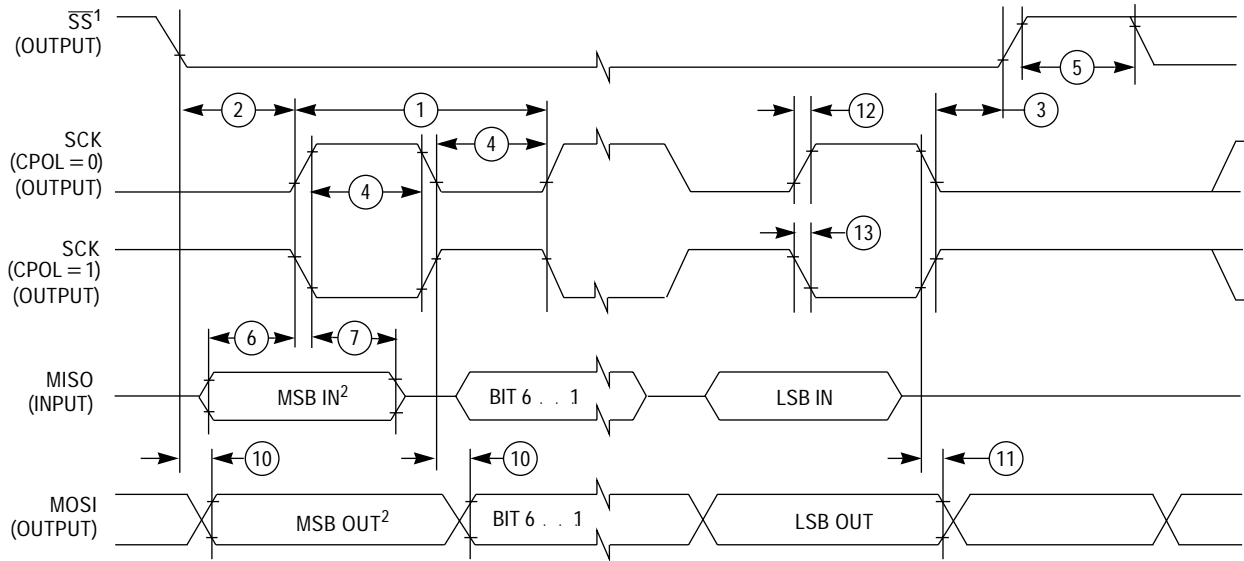 SS¹
(OUTPUT)
5
2
1
12
3
SCK
(CPOL = 0)
(OUTPUT)
4
4
SCK
(CPOL = 1)
(OUTPUT)
13
6
7
MISO
(INPUT)
MSB IN²
BIT 6 . . 1
LSB IN
10
10
11
MOSI
(OUTPUT)
MSB OUT²
BIT 6 . . 1
LSB OUT